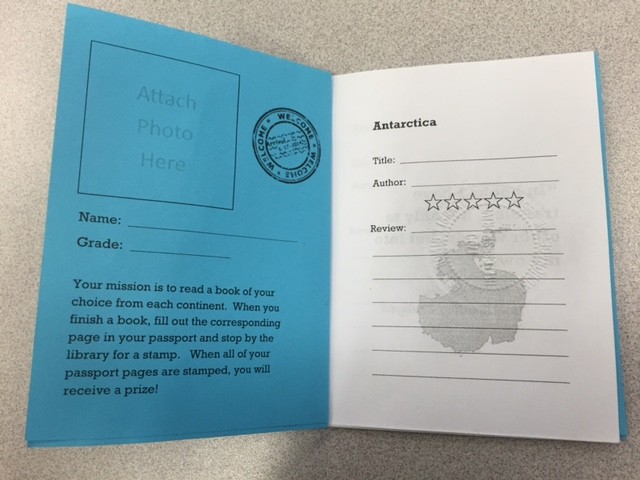 Attach
Photo
Here
WELCOME • WELCOME • WELCOME
Name:
Grade:
Your mission is to read a book of your
choice from each continent. When you
finish a book, fill out the corresponding
page in your passport and stop by the
library for a stamp. When all of your
passport pages are stamped, you will
receive a prize!
Antarctica
Title:
Author:
Review: